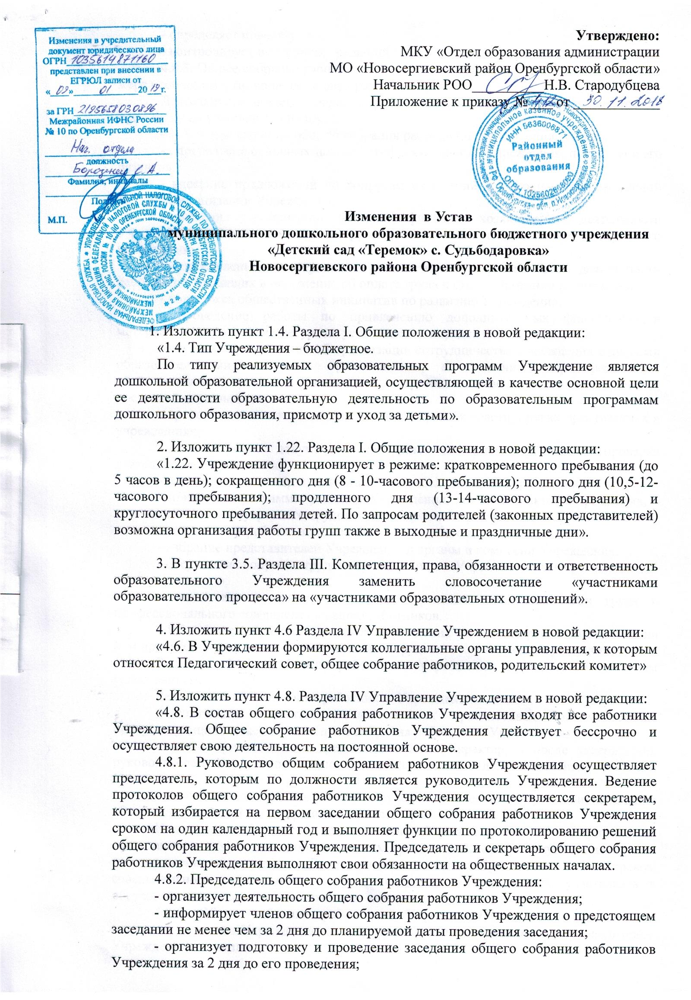 Изменения в учредительный
документ юридического лица
ОГРН 1035614871160
представлен при внесении в
ЕГРЮЛ записи от
«09» 01 2019г.
за ГРН 2195658030896
Межрайонная ИФНС России
№ 10 по Оренбургской области
Нач. отдела
должность
С.А.
Фамилия, инициалы
Подпись
М.П.
Утверждено:
МКУ «Отдел образования администрации
МО «Новосергиевский район Оренбургской области»
Начальник РОО__________Н.В. Стародубцева
Приложение к приказу № 412 от 30.11.2018
муниципальное казенное учреждение
ИНН 5636006871
Районный
отдел
образования
Изменения в Устав
муниципального дошкольного образовательного бюджетного учреждения
«Детский сад «Теремок» с. Судьбодаровка»
Новосергиевского района Оренбургской области
1. Изложить пункт 1.4. Раздела I. Общие положения в новой редакции:
«1.4. Тип Учреждения – бюджетное.
По типу реализуемых образовательных программ Учреждение является
дошкольной образовательной организацией, осуществляющей в качестве основной цели
ее деятельности образовательную деятельность по образовательным программам
дошкольного образования, присмотр и уход за детьми».
2. Изложить пункт 1.22. Раздела I. Общие положения в новой редакции:
«1.22. Учреждение функционирует в режиме: кратковременного пребывания (до
5 часов в день); сокращенного дня (8 - 10-часового пребывания); полного дня (10,5-12-
часового пребывания); продленного дня (13-14-часового пребывания) и
круглосуточного пребывания детей. По запросам родителей (законных представителей)
возможна организация работы групп также в выходные и праздничные дни».
3. В пункте 3.5. Раздела III. Компетенция, права, обязанности и ответственность
образовательного Учреждения заменить словосочетание «участниками
образовательного процесса» на «участниками образовательных отношений».
4. Изложить пункт 4.6 Раздела IV Управление Учреждением в новой редакции:
«4.6. В Учреждении формируются коллегиальные органы управления, к которым
относятся Педагогический совет, общее собрание работников, родительский комитет»
5. Изложить пункт 4.8. Раздела IV Управление Учреждением в новой редакции:
«4.8. В состав общего собрания работников Учреждения входят все работники
Учреждения. Общее собрание работников Учреждения действует бессрочно и
осуществляет свою деятельность на постоянной основе.
4.8.1. Руководство общим собранием работников Учреждения осуществляет
председатель, которым по должности является руководитель Учреждения. Ведение
протоколов общего собрания работников Учреждения осуществляется секретарем,
который избирается на первом заседании общего собрания работников Учреждения
сроком на один календарный год и выполняет функции по протоколированию решений
общего собрания работников Учреждения. Председатель и секретарь общего собрания
работников Учреждения выполняют свои обязанности на общественных началах.
4.8.2. Председатель общего собрания работников Учреждения:
- организует деятельность общего собрания работников Учреждения;
- информирует членов общего собрания работников Учреждения о предстоящем
заседании не менее чем за 2 дня до планируемой даты проведения заседания;
- организует подготовку и проведение заседания общего собрания работников
Учреждения за 2 дня до его проведения;